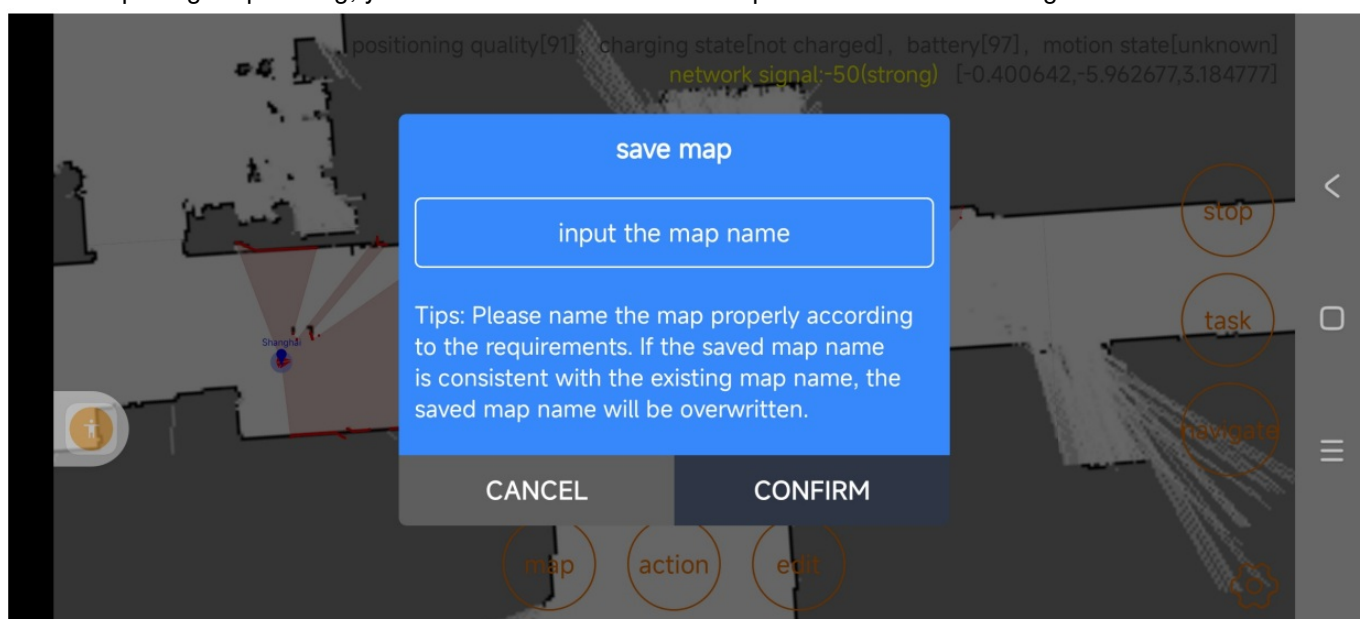 positioning quality[91], charging state[not charged], battery[97], motion state[unknown]
network signal:-50(strong) [-0.400642,-5.962677,3.184777]
save map
input the map name
Tips: Please name the map properly according
to the requirements. If the saved map name
is consistent with the existing map name, the
saved map name will be overwritten.
CANCEL
CONFIRM
Shanghai
stop
task
navigate
map
action
edit